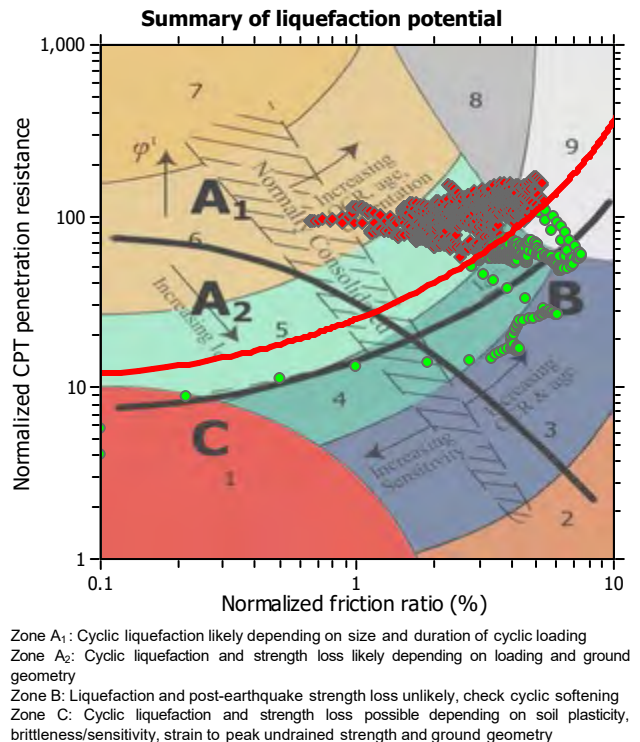 Summary of liquefaction potential
Normalized CPT penetration resistance
1,000
100
10
1
0.1
1
10
Normalized friction ratio (%)
7
8
9
φ'
A1
Increasing
OCR, age,
Normally Consolidated
6
A2
Increasing
5
B
4
C
Increasing
OCR & age
3
Increasing
Sensitivity
1
2
Zone A1: Cyclic liquefaction likely depending on size and duration of cyclic loading
Zone A2: Cyclic liquefaction and strength loss likely depending on loading and ground
geometry
Zone B: Liquefaction and post-earthquake strength loss unlikely, check cyclic softening
Zone C: Cyclic liquefaction and strength loss possible depending on soil plasticity,
brittleness/sensitivity, strain to peak undrained strength and ground geometry